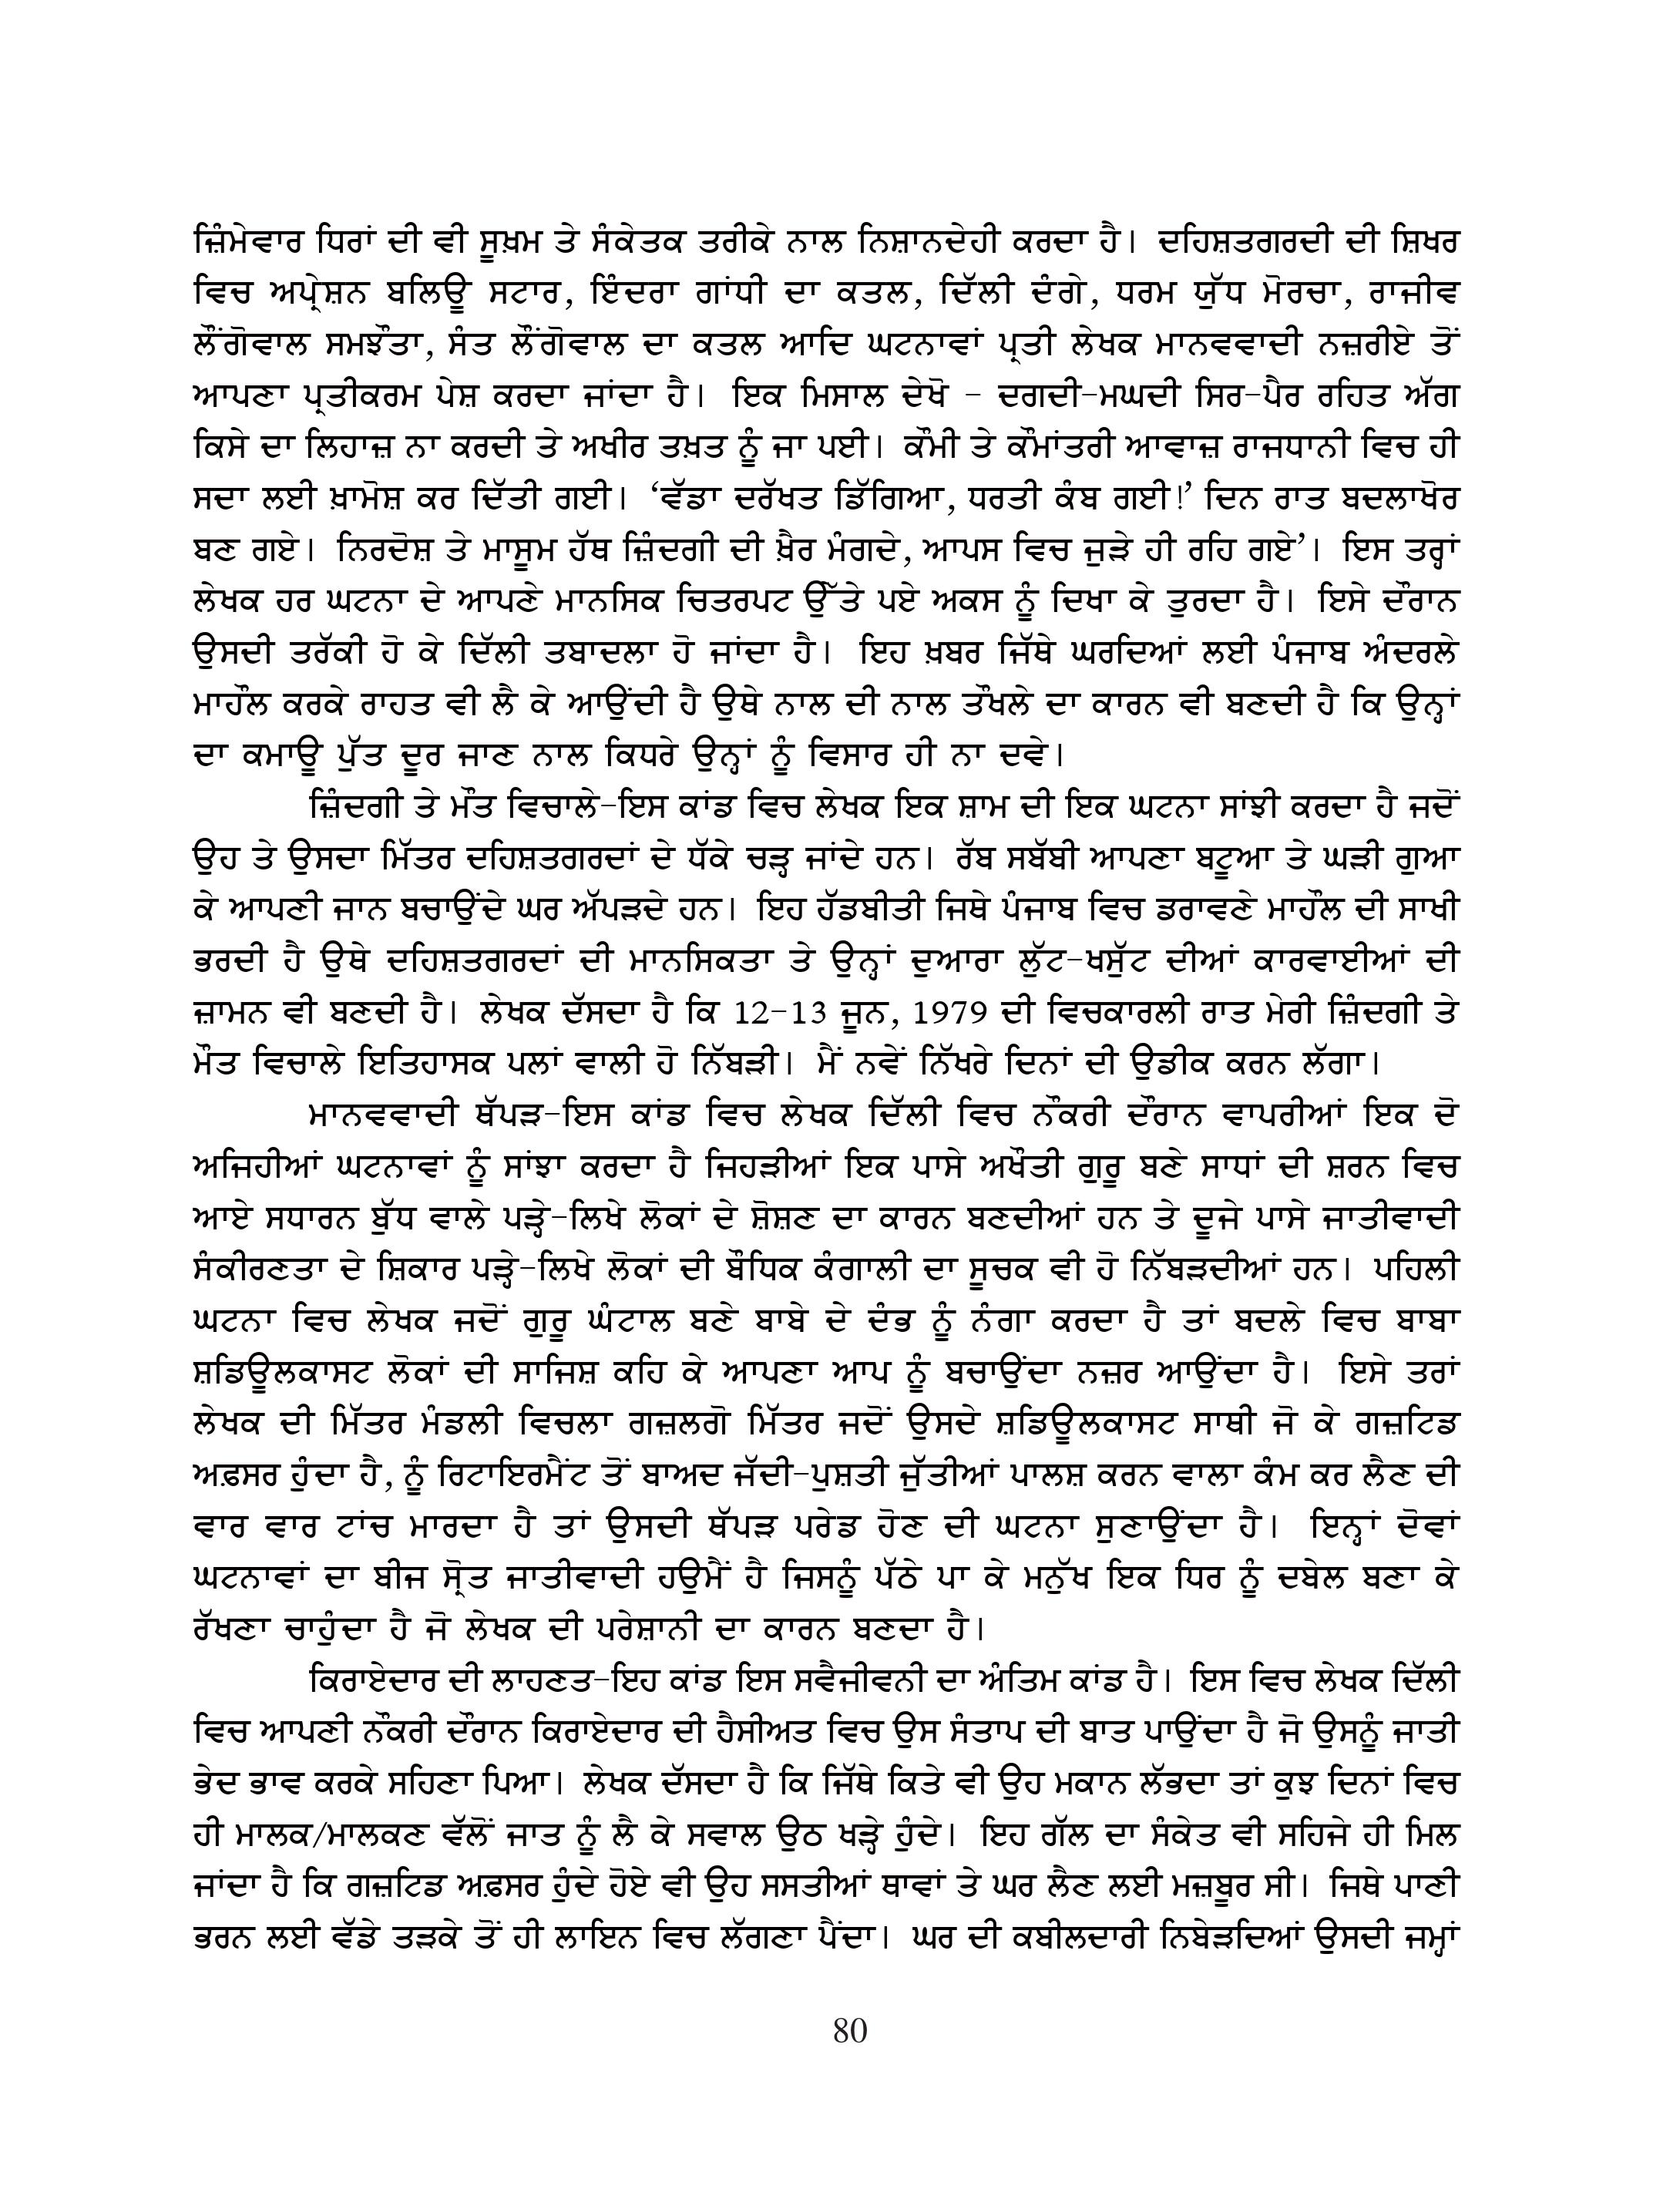 ਜ਼ਿੰਮੇਵਾਰ ਧਿਰਾਂ ਦੀ ਵੀ ਸੂਖ਼ਮ ਤੇ ਸੰਕੇਤਕ ਤਰੀਕੇ ਨਾਲ ਨਿਸ਼ਾਨਦੇਹੀ ਕਰਦਾ ਹੈ। ਦਹਿਸ਼ਤਗਰਦੀ ਦੀ ਸ਼ਿਖਰ
ਵਿਚ ਅਪ੍ਰੇਸ਼ਨ ਬਲਿਊ ਸਟਾਰ, ਇੰਦਰਾ ਗਾਂਧੀ ਦਾ ਕਤਲ, ਦਿੱਲੀ ਦੰਗੇ, ਧਰਮ ਯੁੱਧ ਮੋਰਚਾ, ਰਾਜੀਵ
ਲੌਂਗੋਵਾਲ ਸਮਝੌਤਾ, ਸੰਤ ਲੌਂਗੋਵਾਲ ਦਾ ਕਤਲ ਆਦਿ ਘਟਨਾਵਾਂ ਪ੍ਰਤੀ ਲੇਖਕ ਮਾਨਵਵਾਦੀ ਨਜ਼ਰੀਏ ਤੋਂ
ਆਪਣਾ ਪ੍ਰਤੀਕਰਮ ਪੇਸ਼ ਕਰਦਾ ਜਾਂਦਾ ਹੈ। ਇਕ ਮਿਸਾਲ ਦੇਖੋ - ਦਗਦੀ-ਮਘਦੀ ਸਿਰ-ਪੈਰ ਰਹਿਤ ਅੱਗ
ਕਿਸੇ ਦਾ ਲਿਹਾਜ਼ ਨਾ ਕਰਦੀ ਤੇ ਅਖੀਰ ਤਖ਼ਤ ਨੂੰ ਜਾ ਪਈ। ਕੌਮੀ ਤੇ ਕੌਮਾਂਤਰੀ ਆਵਾਜ਼ ਰਾਜਧਾਨੀ ਵਿਚ ਹੀ
ਸਦਾ ਲਈ ਖ਼ਾਮੋਸ਼ ਕਰ ਦਿੱਤੀ ਗਈ। ‘ਵੱਡਾ ਦਰੱਖਤ ਡਿੱਗਿਆ, ਧਰਤੀ ਕੰਬ ਗਈ!’ ਦਿਨ ਰਾਤ ਬਦਲਾਖੋਰ
ਬਣ ਗਏ। ਨਿਰਦੋਸ਼ ਤੇ ਮਾਸੂਮ ਹੱਥ ਜ਼ਿੰਦਗੀ ਦੀ ਖ਼ੈਰ ਮੰਗਦੇ, ਆਪਸ ਵਿਚ ਜੁੜੇ ਹੀ ਰਹਿ ਗਏ’। ਇਸ ਤਰ੍ਹਾਂ
ਲੇਖਕ ਹਰ ਘਟਨਾ ਦੇ ਆਪਣੇ ਮਾਨਸਿਕ ਚਿਤਰਪਟ ਉੱਤੇ ਪਏ ਅਕਸ ਨੂੰ ਦਿਖਾ ਕੇ ਤੁਰਦਾ ਹੈ। ਇਸੇ ਦੌਰਾਨ
ਉਸਦੀ ਤਰੱਕੀ ਹੋ ਕੇ ਦਿੱਲੀ ਤਬਾਦਲਾ ਹੋ ਜਾਂਦਾ ਹੈ। ਇਹ ਖ਼ਬਰ ਜਿੱਥੇ ਘਰਦਿਆਂ ਲਈ ਪੰਜਾਬ ਅੰਦਰਲੇ
ਮਾਹੌਲ ਕਰਕੇ ਰਾਹਤ ਵੀ ਲੈ ਕੇ ਆਉਂਦੀ ਹੈ ਉਥੇ ਨਾਲ ਦੀ ਨਾਲ ਤੌਖਲੇ ਦਾ ਕਾਰਨ ਵੀ ਬਣਦੀ ਹੈ ਕਿ ਉਨ੍ਹਾਂ
ਦਾ ਕਮਾਊ ਪੁੱਤ ਦੂਰ ਜਾਣ ਨਾਲ ਕਿਧਰੇ ਉਨ੍ਹਾਂ ਨੂੰ ਵਿਸਾਰ ਹੀ ਨਾ ਦਵੇ।
ਜ਼ਿੰਦਗੀ ਤੇ ਮੌਤ ਵਿਚਾਲੇ-ਇਸ ਕਾਂਡ ਵਿਚ ਲੇਖਕ ਇਕ ਸ਼ਾਮ ਦੀ ਇਕ ਘਟਨਾ ਸਾਂਝੀ ਕਰਦਾ ਹੈ ਜਦੋਂ
ਉਹ ਤੇ ਉਸਦਾ ਮਿੱਤਰ ਦਹਿਸ਼ਤਗਰਦਾਂ ਦੇ ਧੱਕੇ ਚੜ੍ਹ ਜਾਂਦੇ ਹਨ। ਰੱਬ ਸਬੱਬੀ ਆਪਣਾ ਬਟੂਆ ਤੇ ਘੜੀ ਗੁਆ
ਕੇ ਆਪਣੀ ਜਾਨ ਬਚਾਉਂਦੇ ਘਰ ਅੱਪੜਦੇ ਹਨ। ਇਹ ਹੱਡਬੀਤੀ ਜਿਥੇ ਪੰਜਾਬ ਵਿਚ ਡਰਾਵਣੇ ਮਾਹੌਲ ਦੀ ਸਾਖੀ
ਭਰਦੀ ਹੈ ਉਥੇ ਦਹਿਸ਼ਤਗਰਦਾਂ ਦੀ ਮਾਨਸਿਕਤਾ ਤੇ ਉਨ੍ਹਾਂ ਦੁਆਰਾ ਲੁੱਟ-ਖਸੁੱਟ ਦੀਆਂ ਕਾਰਵਾਈਆਂ ਦੀ
ਜ਼ਾਮਨ ਵੀ ਬਣਦੀ ਹੈ। ਲੇਖਕ ਦੱਸਦਾ ਹੈ ਕਿ 12-13 ਜੂਨ, 1979 ਦੀ ਵਿਚਕਾਰਲੀ ਰਾਤ ਮੇਰੀ ਜ਼ਿੰਦਗੀ ਤੇ
ਮੌਤ ਵਿਚਾਲੇ ਇਤਿਹਾਸਕ ਪਲਾਂ ਵਾਲੀ ਹੋ ਨਿੱਬੜੀ। ਮੈਂ ਨਵੇਂ ਨਿੱਖਰੇ ਦਿਨਾਂ ਦੀ ਉਡੀਕ ਕਰਨ ਲੱਗਾ।
ਮਾਨਵਵਾਦੀ ਥੱਪੜ-ਇਸ ਕਾਂਡ ਵਿਚ ਲੇਖਕ ਦਿੱਲੀ ਵਿਚ ਨੌਕਰੀ ਦੌਰਾਨ ਵਾਪਰੀਆਂ ਇਕ ਦੋ
ਅਜਿਹੀਆਂ ਘਟਨਾਵਾਂ ਨੂੰ ਸਾਂਝਾ ਕਰਦਾ ਹੈ ਜਿਹੜੀਆਂ ਇਕ ਪਾਸੇ ਅਖੌਤੀ ਗੁਰੂ ਬਣੇ ਸਾਧਾਂ ਦੀ ਸ਼ਰਨ ਵਿਚ
ਆਏ ਸਧਾਰਨ ਬੁੱਧ ਵਾਲੇ ਪੜ੍ਹੇ-ਲਿਖੇ ਲੋਕਾਂ ਦੇ ਸ਼ੋਸ਼ਣ ਦਾ ਕਾਰਨ ਬਣਦੀਆਂ ਹਨ ਤੇ ਦੂਜੇ ਪਾਸੇ ਜਾਤੀਵਾਦੀ
ਸੰਕੀਰਣਤਾ ਦੇ ਸ਼ਿਕਾਰ ਪੜ੍ਹੇ-ਲਿਖੇ ਲੋਕਾਂ ਦੀ ਬੌਧਿਕ ਕੰਗਾਲੀ ਦਾ ਸੂਚਕ ਵੀ ਹੋ ਨਿੱਬੜਦੀਆਂ ਹਨ। ਪਹਿਲੀ
ਘਟਨਾ ਵਿਚ ਲੇਖਕ ਜਦੋਂ ਗੁਰੂ ਘੰਟਾਲ ਬਣੇ ਬਾਬੇ ਦੇ ਦੰਭ ਨੂੰ ਨੰਗਾ ਕਰਦਾ ਹੈ ਤਾਂ ਬਦਲੇ ਵਿਚ ਬਾਬਾ
ਸ਼ਡਿਊਲਕਾਸਟ ਲੋਕਾਂ ਦੀ ਸਾਜਿਸ਼ ਕਹਿ ਕੇ ਆਪਣਾ ਆਪ ਨੂੰ ਬਚਾਉਂਦਾ ਨਜ਼ਰ ਆਉਂਦਾ ਹੈ। ਇਸੇ ਤਰਾਂ
ਲੇਖਕ ਦੀ ਮਿੱਤਰ ਮੰਡਲੀ ਵਿਚਲਾ ਗਜ਼ਲਗੋ ਮਿੱਤਰ ਜਦੋਂ ਉਸਦੇ ਸ਼ਡਿਊਲਕਾਸਟ ਸਾਥੀ ਜੋ ਕੇ ਗਜ਼ਟਿਡ
ਅਫ਼ਸਰ ਹੁੰਦਾ ਹੈ, ਨੂੰ ਰਿਟਾਇਰਮੈਂਟ ਤੋਂ ਬਾਅਦ ਜੱਦੀ-ਪੁਸ਼ਤੀ ਜੁੱਤੀਆਂ ਪਾਲਸ਼ ਕਰਨ ਵਾਲਾ ਕੰਮ ਕਰ ਲੈਣ ਦੀ
ਵਾਰ ਵਾਰ ਟਾਂਚ ਮਾਰਦਾ ਹੈ ਤਾਂ ਉਸਦੀ ਥੱਪੜ ਪਰੇਡ ਹੋਣ ਦੀ ਘਟਨਾ ਸੁਣਾਉਂਦਾ ਹੈ। ਇਨ੍ਹਾਂ ਦੋਵਾਂ
ਘਟਨਾਵਾਂ ਦਾ ਬੀਜ ਸ੍ਰੋਤ ਜਾਤੀਵਾਦੀ ਹਉਮੈਂ ਹੈ ਜਿਸਨੂੰ ਪੱਠੇ ਪਾ ਕੇ ਮਨੁੱਖ ਇਕ ਧਿਰ ਨੂੰ ਦਬੇਲ ਬਣਾ ਕੇ
ਰੱਖਣਾ ਚਾਹੁੰਦਾ ਹੈ ਜੋ ਲੇਖਕ ਦੀ ਪਰੇਸ਼ਾਨੀ ਦਾ ਕਾਰਨ ਬਣਦਾ ਹੈ।
ਕਿਰਾਏਦਾਰ ਦੀ ਲਾਹਣਤ-ਇਹ ਕਾਂਡ ਇਸ ਸਵੈਜੀਵਨੀ ਦਾ ਅੰਤਿਮ ਕਾਂਡ ਹੈ। ਇਸ ਵਿਚ ਲੇਖਕ ਦਿੱਲੀ
ਵਿਚ ਆਪਣੀ ਨੌਕਰੀ ਦੌਰਾਨ ਕਿਰਾਏਦਾਰ ਦੀ ਹੈਸੀਅਤ ਵਿਚ ਉਸ ਸੰਤਾਪ ਦੀ ਬਾਤ ਪਾਉਂਦਾ ਹੈ ਜੋ ਉਸਨੂੰ ਜਾਤੀ
ਭੇਦ ਭਾਵ ਕਰਕੇ ਸਹਿਣਾ ਪਿਆ। ਲੇਖਕ ਦੱਸਦਾ ਹੈ ਕਿ ਜਿੱਥੇ ਕਿਤੇ ਵੀ ਉਹ ਮਕਾਨ ਲੱਭਦਾ ਤਾਂ ਕੁਝ ਦਿਨਾਂ ਵਿਚ
ਹੀ ਮਾਲਕ/ਮਾਲਕਣ ਵੱਲੋਂ ਜਾਤ ਨੂੰ ਲੈ ਕੇ ਸਵਾਲ ਉਠ ਖੜ੍ਹੇ ਹੁੰਦੇ। ਇਹ ਗੱਲ ਦਾ ਸੰਕੇਤ ਵੀ ਸਹਿਜੇ ਹੀ ਮਿਲ
ਜਾਂਦਾ ਹੈ ਕਿ ਗਜ਼ਟਿਡ ਅਫ਼ਸਰ ਹੁੰਦੇ ਹੋਏ ਵੀ ਉਹ ਸਸਤੀਆਂ ਥਾਵਾਂ ਤੇ ਘਰ ਲੈਣ ਲਈ ਮਜ਼ਬੂਰ ਸੀ। ਜਿਥੇ ਪਾਣੀ
ਭਰਨ ਲਈ ਵੱਡੇ ਤੜਕੇ ਤੋਂ ਹੀ ਲਾਇਨ ਵਿਚ ਲੱਗਣਾ ਪੈਂਦਾ। ਘਰ ਦੀ ਕਬੀਲਦਾਰੀ ਨਿਬੇੜਦਿਆਂ ਉਸਦੀ ਜਮ੍ਹਾਂ
80